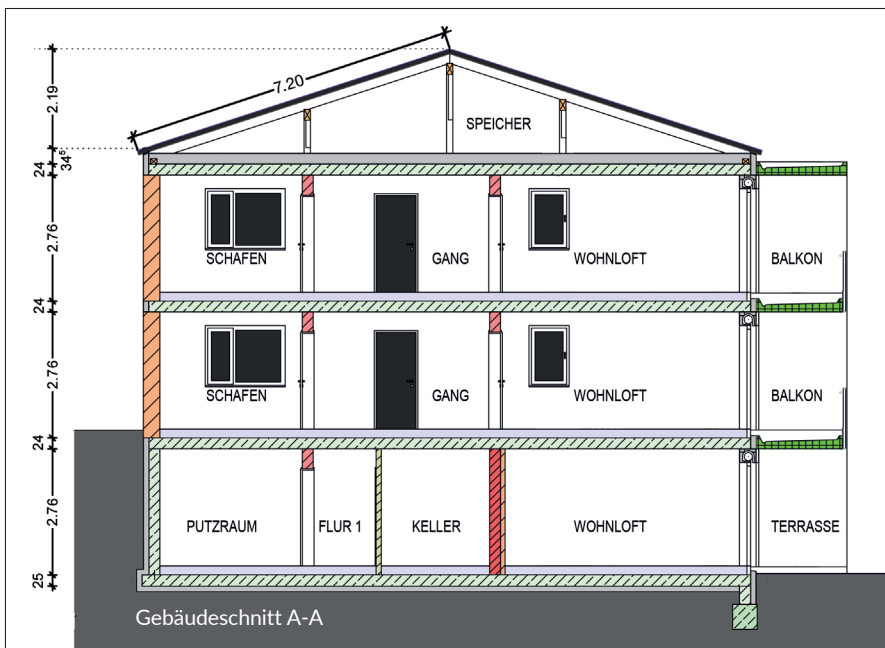 7.20
2.19
SPEICHER
34⁵
24
2.76
SCHAFEN GANG WOHNLOFT BALKON
24
2.76
SCHAFEN GANG WOHNLOFT BALKON
24
2.76
PUTZRAUM FLUR 1 KELLER WOHNLOFT TERRASSE
25
Gebäudeschnitt A-A